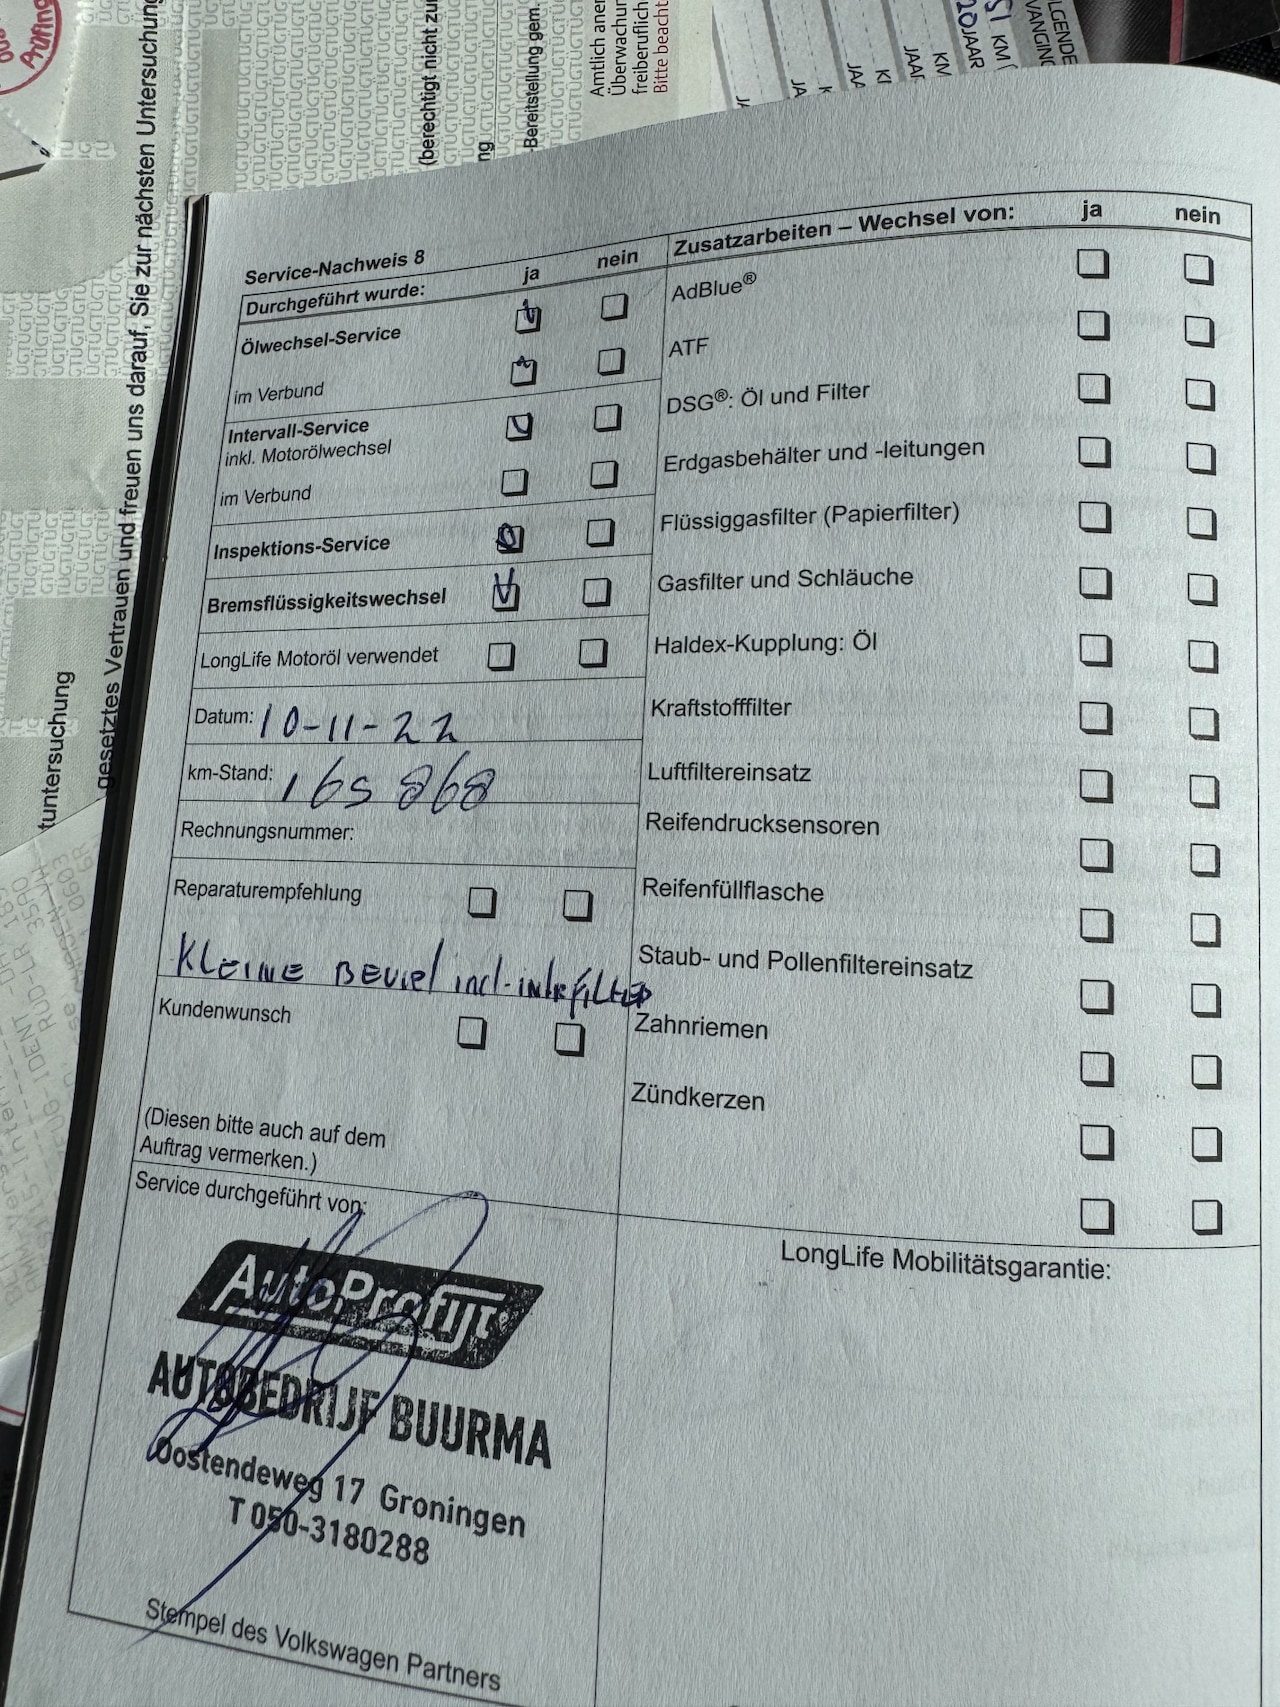 Service-Nachweis 8
Durchgeführt wurde: ja nein
Ölwechsel-Service
im Verbund
Intervall-Service
inkl. Motorölwechsel
im Verbund
Inspektions-Service
Bremsflüssigkeitswechsel
LongLife Motoröl verwendet
Datum: 10-11-22
km-Stand: 165 868
Rechnungsnummer:
Reparaturempfehlung
KLEINE incl.
Kundenwunsch
(Diesen bitte auch auf dem
Auftrag vermerken.)
Service durchgeführt von:
AutoProfijt
AUTOBEDRIJF BUURMA
Oostendeweg 17 Groningen
T 050-3180288
Stempel des Volkswagen Partners
Zusatzarbeiten – Wechsel von: ja nein
AdBlue®
ATF
DSG®: Öl und Filter
Erdgasbehälter und -leitungen
Flüssiggasfilter (Papierfilter)
Gasfilter und Schläuche
Haldex-Kupplung: Öl
Kraftstofffilter
Luftfiltereinsatz
Reifendrucksensoren
Reifenfüllflasche
Staub- und Pollenfiltereinsatz
Zahnriemen
Zündkerzen
LongLife Mobilitätsgarantie:
gesetztes Vertrauen und freuen uns darauf, Sie zur nächsten Untersuchung
tuntersuchung
(berechtigt nicht zur
Bereitstellung gem.
Amtlich aner
Überwachun
freiberuflich
Bitte beacht